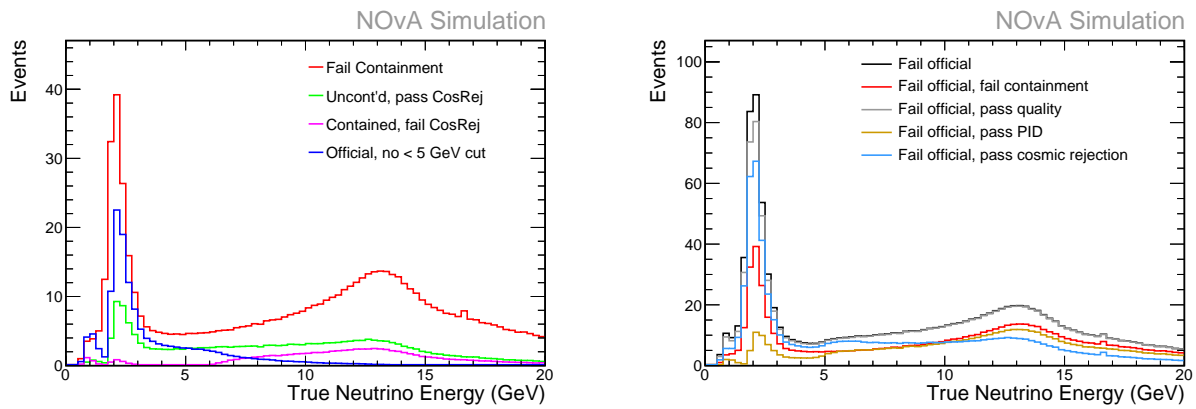 NOvA Simulation
Events
40
30
20
10
0
Fail Containment
Uncont'd, pass CosRej
Contained, fail CosRej
Official, no < 5 GeV cut
0 5 10 15 20
True Neutrino Energy (GeV)
NOvA Simulation
Events
100
80
60
40
20
0
Fail official
Fail official, fail containment
Fail official, pass quality
Fail official, pass PID
Fail official, pass cosmic rejection
0 5 10 15 20
True Neutrino Energy (GeV)